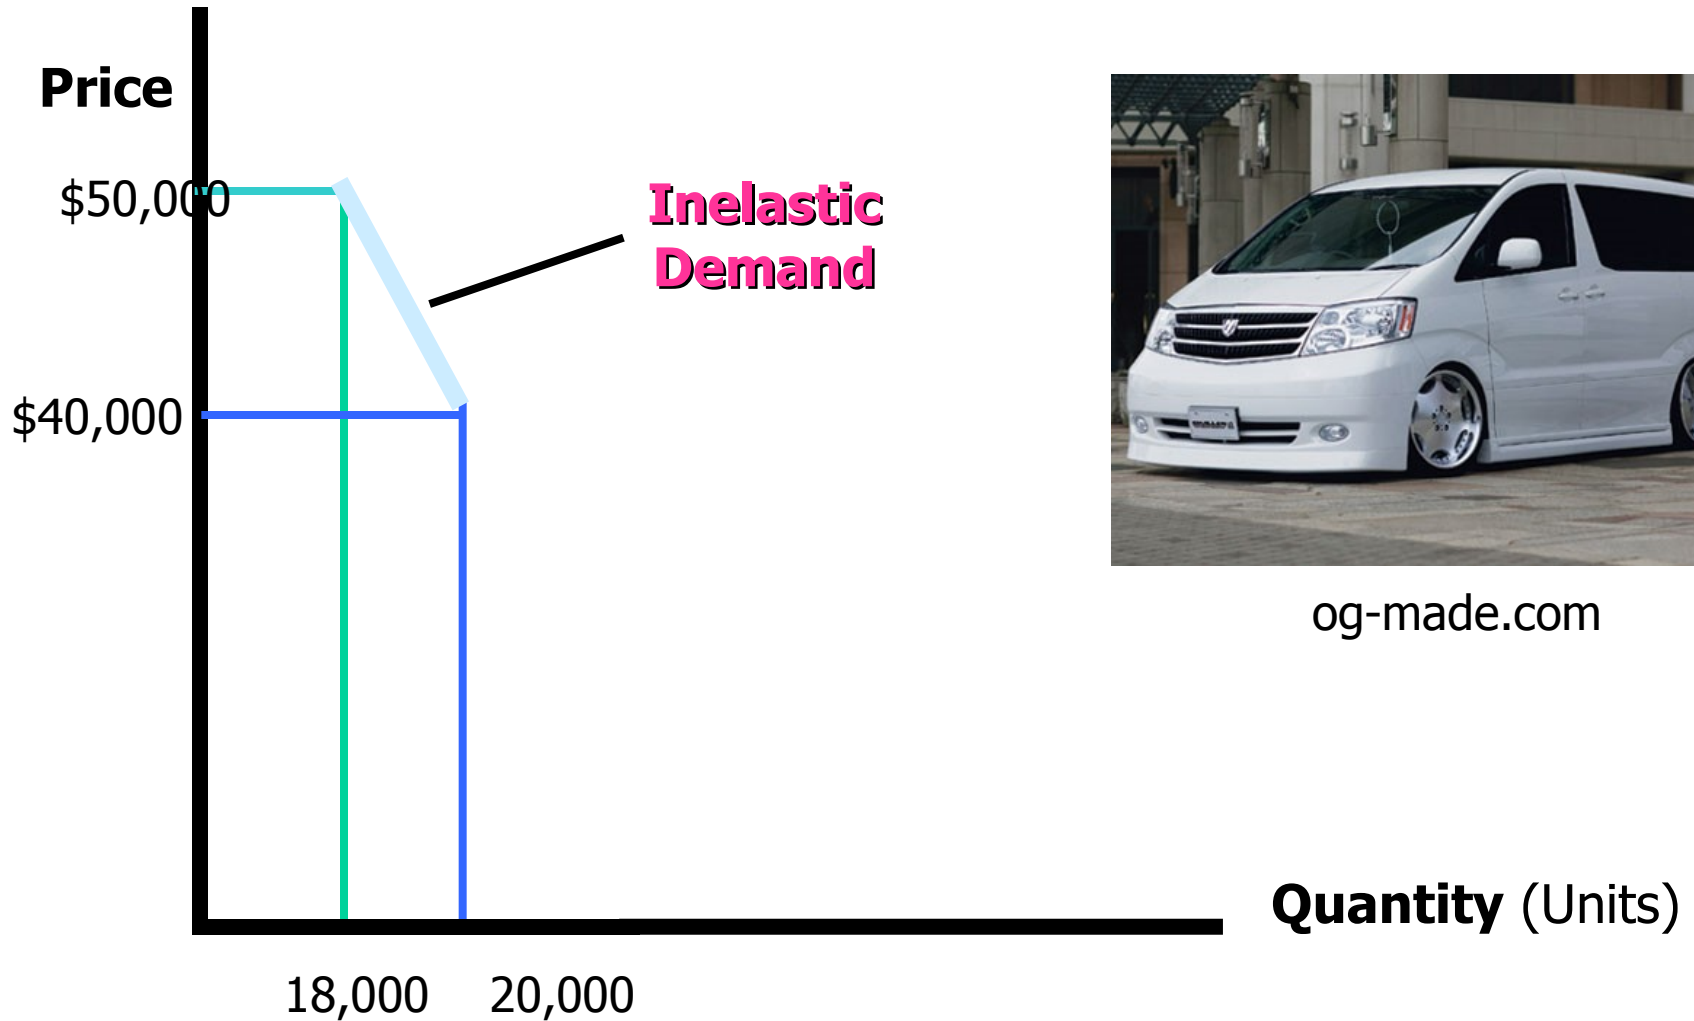 Price
$50,000
Inelastic
Demand
$40,000
og-made.com
Quantity (Units)
18,000
20,000